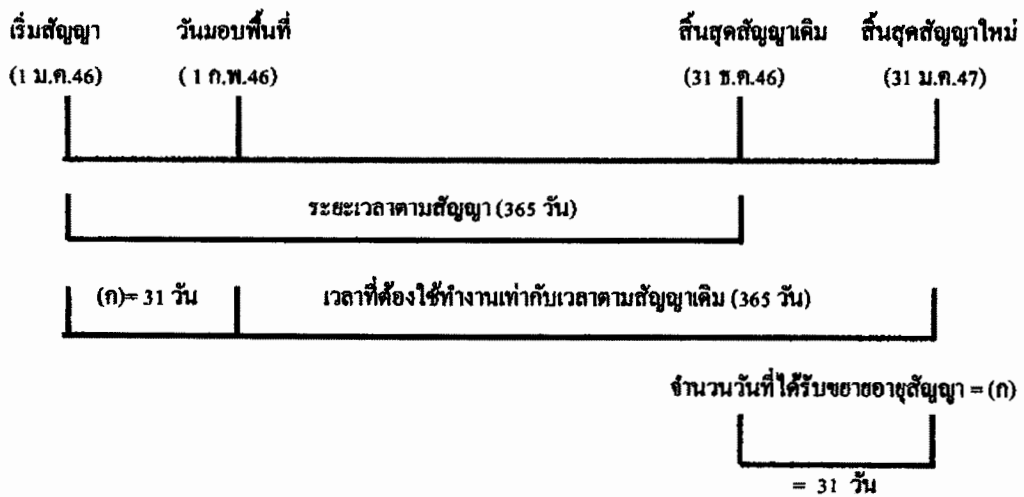 เริ่มสัญญา วันมอบพื้นที่ สิ้นสุดสัญญาเดิม สิ้นสุดสัญญาใหม่
(1 ม.ค.46) ( 1 ก.พ.46) (31 ธ.ค.46) (31 ม.ค.47)
ระยะเวลาตามสัญญา (365 วัน)
(ก)= 31 วัน เวลาที่ต้องใช้ทำงานเท่ากับเวลาตามสัญญาเดิม (365 วัน)
จำนวนวันที่ได้รับขยายอายุสัญญา = (ก)
= 31 วัน